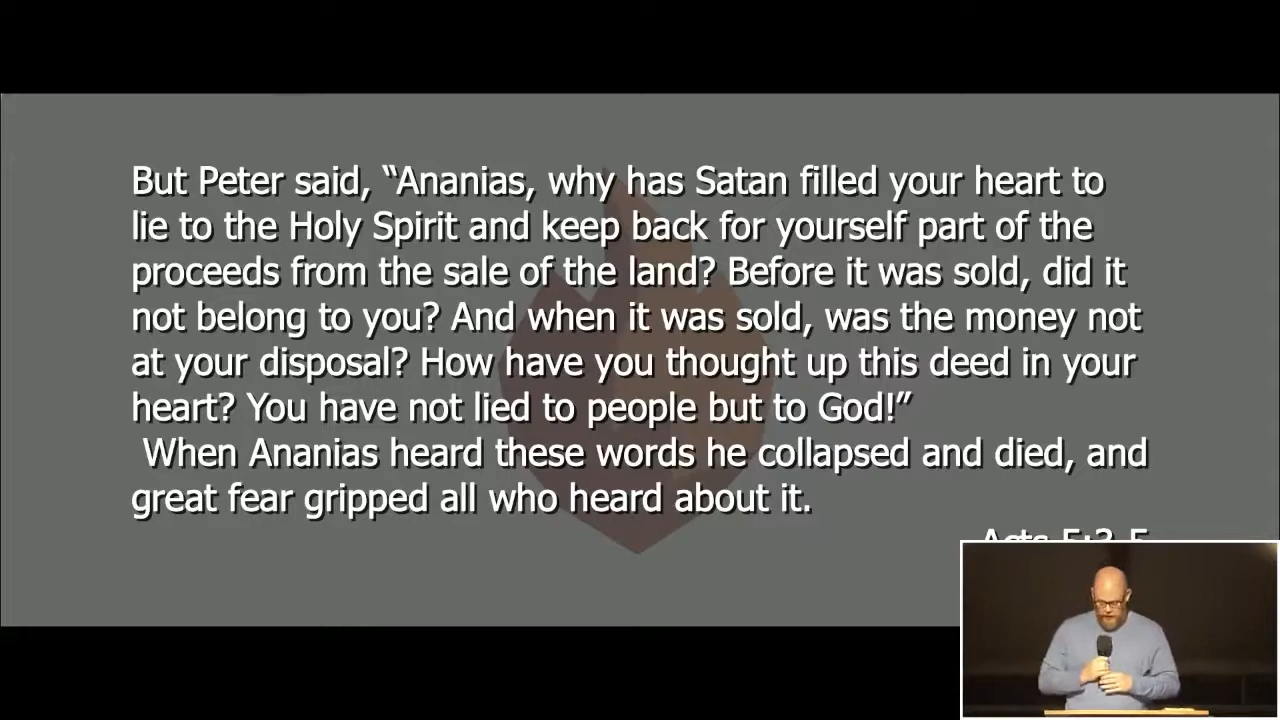 But Peter said, “Ananias, why has Satan filled your heart to
lie to the Holy Spirit and keep back for yourself part of the
proceeds from the sale of the land? Before it was sold, did it
not belong to you? And when it was sold, was the money not
at your disposal? How have you thought up this deed in your
heart? You have not lied to people but to God!”
When Ananias heard these words he collapsed and died, and
great fear gripped all who heard about it.
Acts 5:3-5